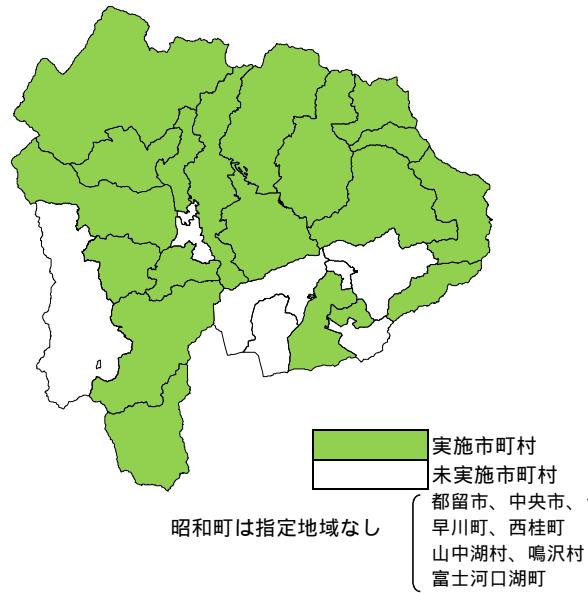 実施市町村
未実施市町村
都留市、中央市、
早川町、西桂町
山中湖村、鳴沢村
富士河口湖町
昭和町は指定地域なし